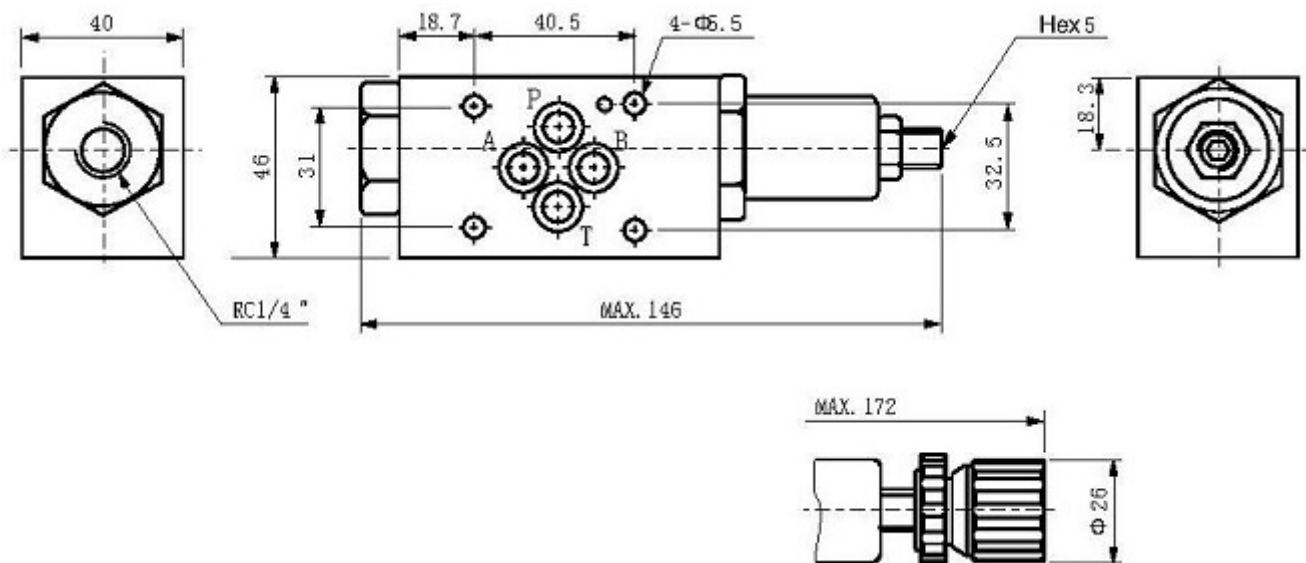 40
18.7
40.5
4-Φ5.5
Hex5
P
A
B
T
46
31
32.5
18.3
RC1/4 "
MAX. 146
MAX. 172
Φ26